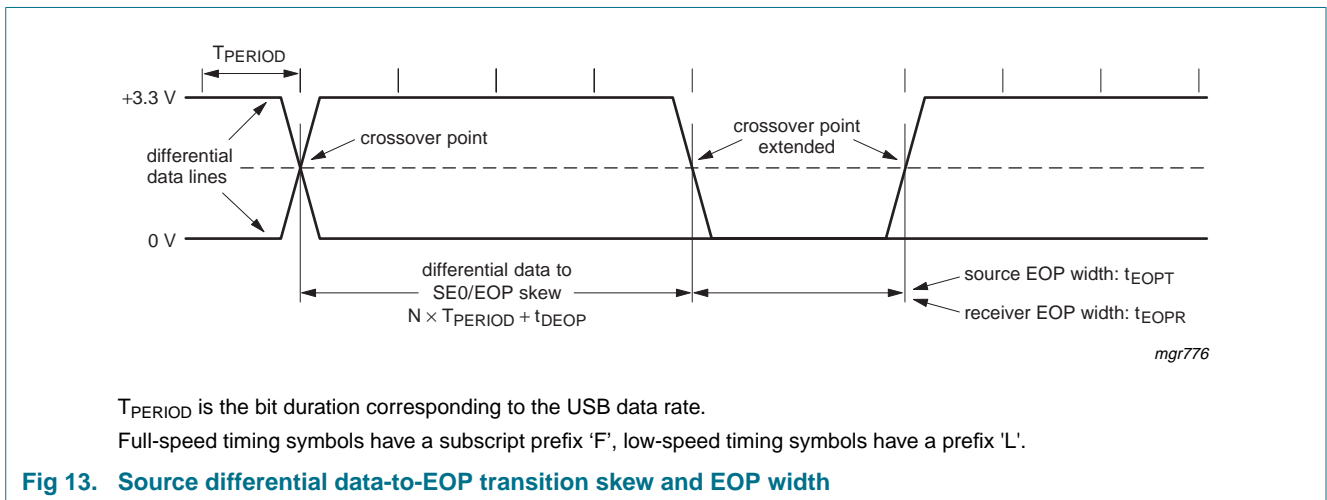 TPERIOD
+3.3 V
crossover point
crossover point
extended
differential
data lines
0 V
differential data to
SE0/EOP skew
N × TPERIOD + tDEOP
source EOP width: tEOPT
receiver EOP width: tEOPR
mgr776
TPERIOD is the bit duration corresponding to the USB data rate.
Full-speed timing symbols have a subscript prefix ‘F’, low-speed timing symbols have a prefix 'L'.
Fig 13. Source differential data-to-EOP transition skew and EOP width